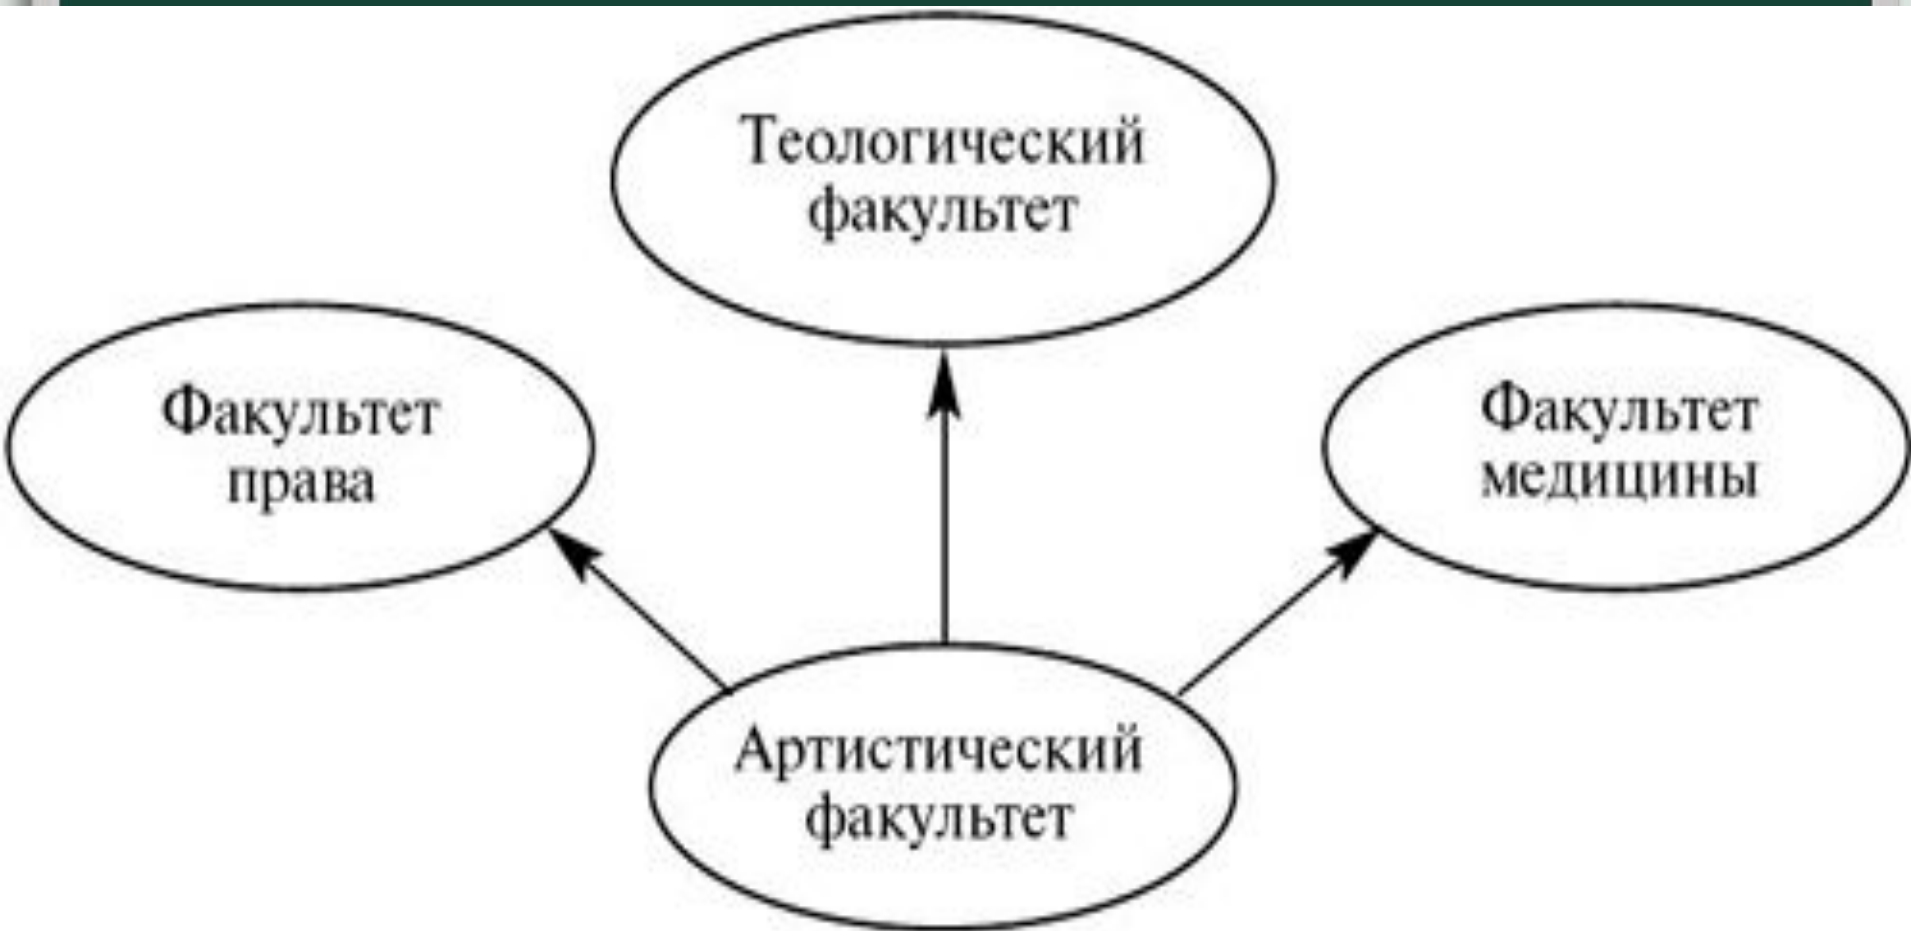 Теологический
факультет
Факультет
права
Факультет
медицины
Артистический
факультет